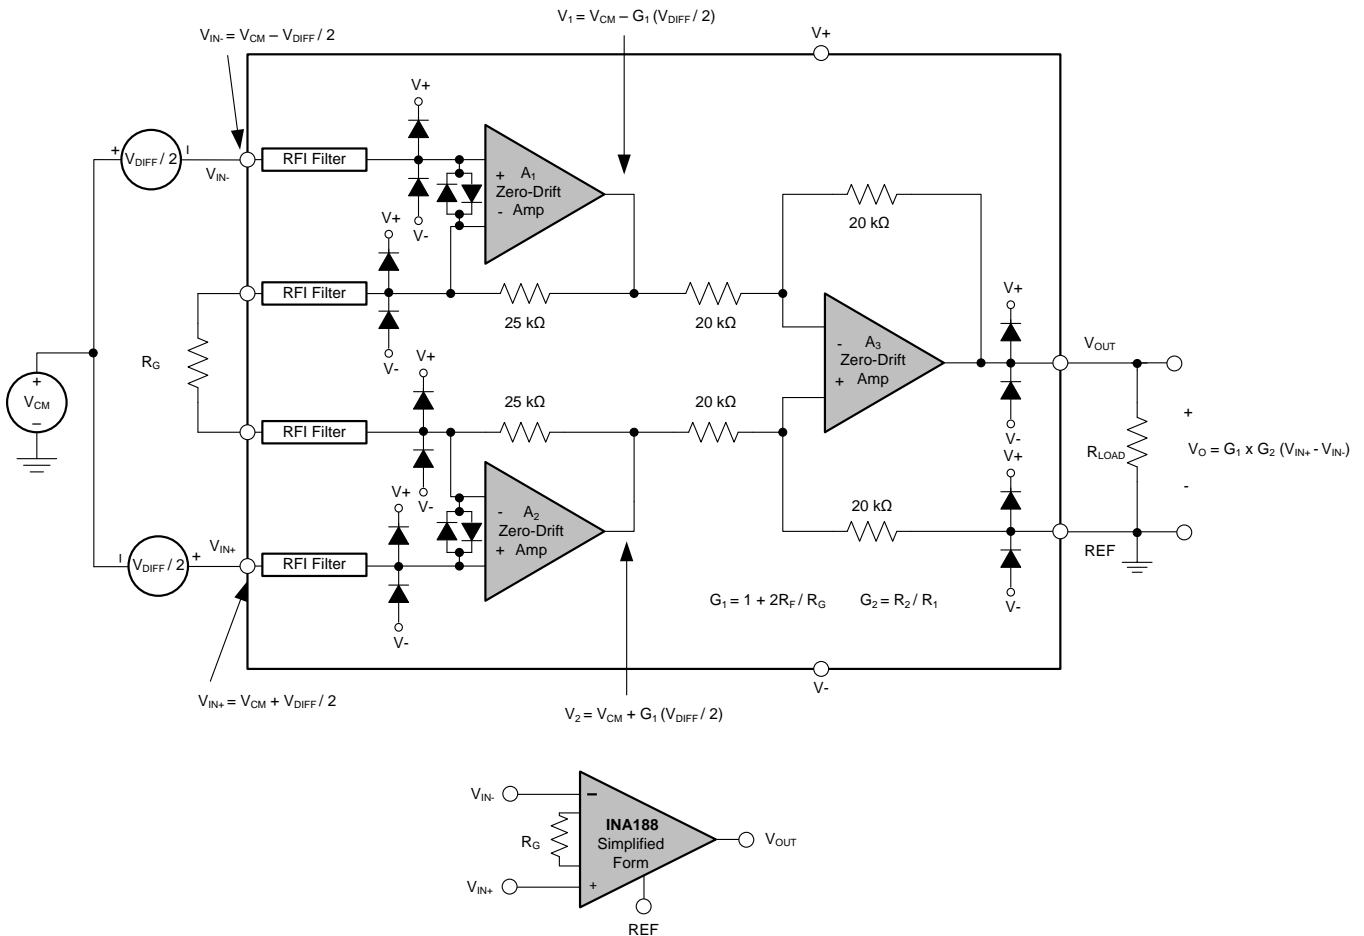 V₁ = V_CM – G₁ (V_DIFF / 2)
V_IN- = V_CM – V_DIFF / 2
V+
V+
+
V_DIFF / 2
–
V_IN-
RFI Filter
+
A₁
Zero-Drift
Amp
-
V-
V+
20 kΩ
RFI Filter
25 kΩ
20 kΩ
V-
V+
R_G
+
V_CM
–
V+
-
A₃
Zero-Drift
Amp
+
V_OUT
25 kΩ
20 kΩ
RFI Filter
V-
V-
V+
R_LOAD
+
V_O = G₁ x G₂ (V_IN+ - V_IN-)
-
V+
-
A₂
Zero-Drift
Amp
+
20 kΩ
REF
V_IN+
V_DIFF / 2
+
–
RFI Filter
V-
G₁ = 1 + 2R_F / R_G
G₂ = R₂ / R₁
V-
V-
V_IN+ = V_CM + V_DIFF / 2
V₂ = V_CM + G₁ (V_DIFF / 2)
V_IN-
–
INA188
Simplified
Form
R_G
V_OUT
V_IN+
+
REF